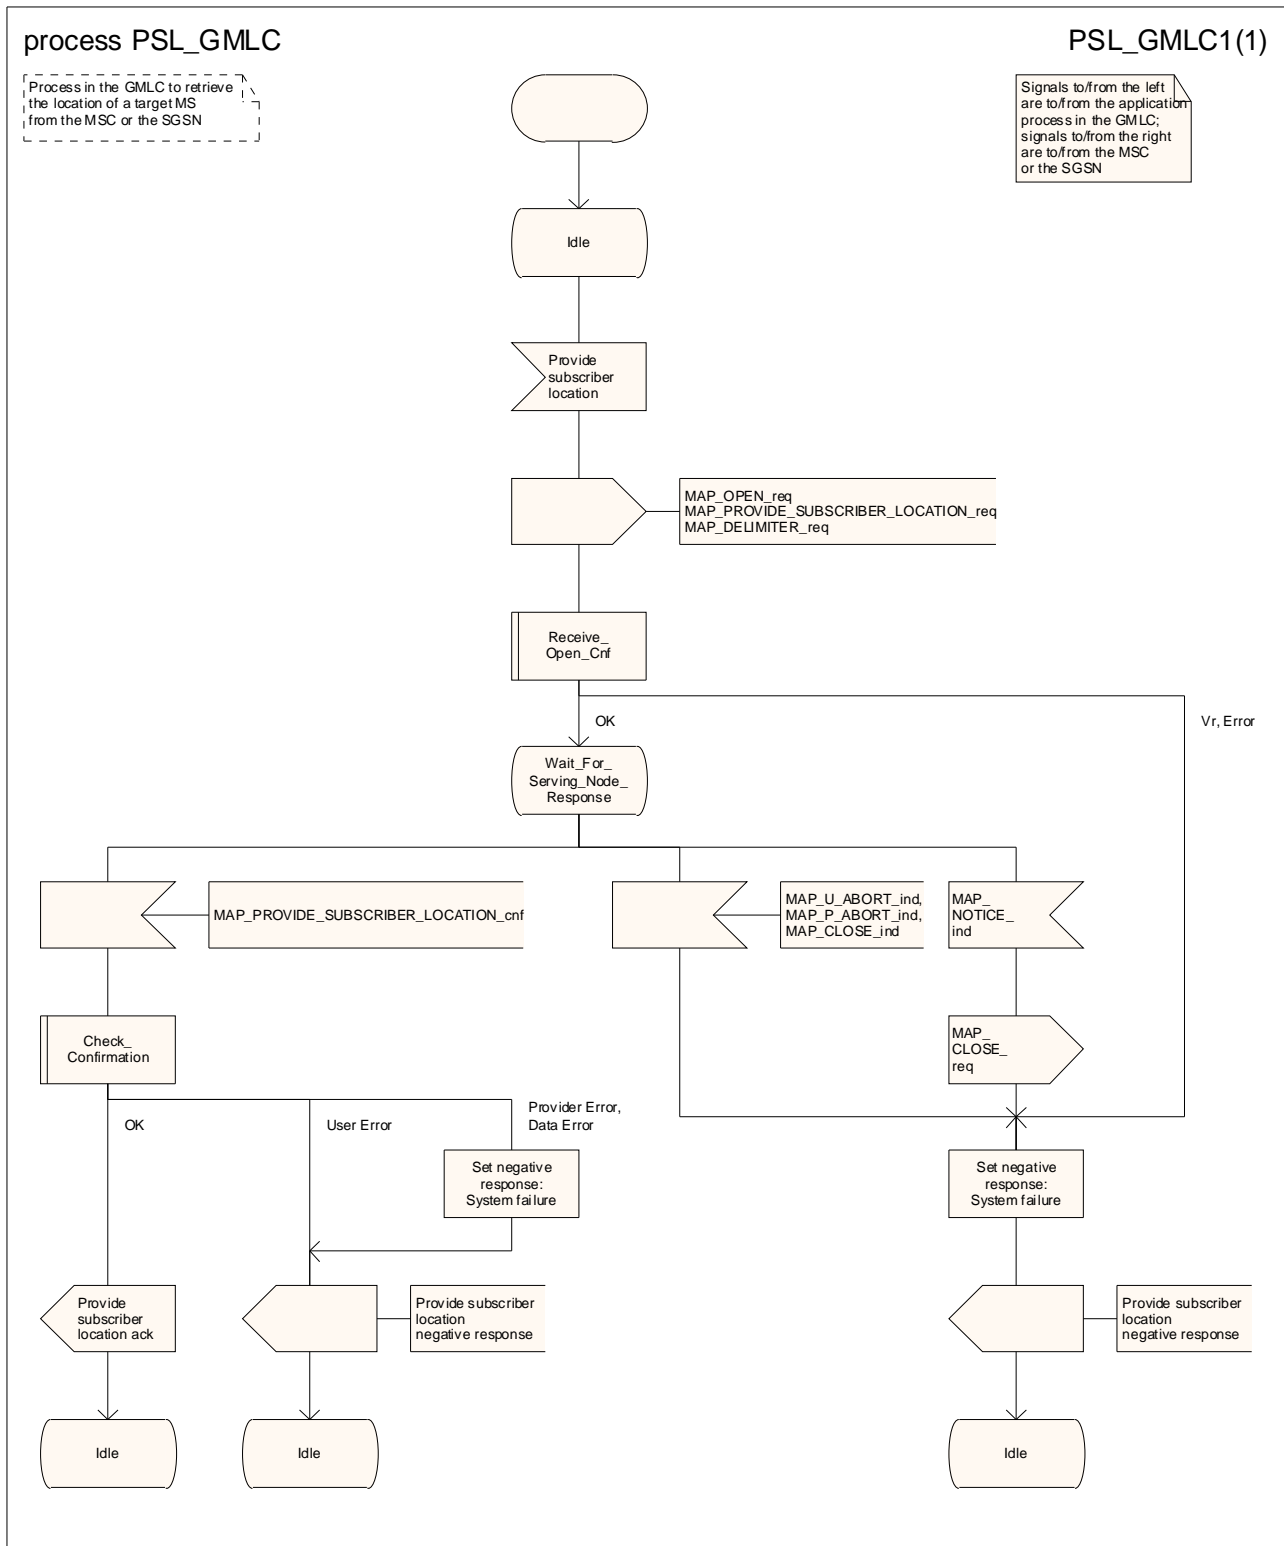 process PSL_GMLC
PSL_GMLC1(1)
Process in the GMLC to retrieve
the location of a target MS
from the MSC or the SGSN
Signals to/from the left
are to/from the application
process in the GMLC;
signals to/from the right
are to/from the MSC
or the SGSN
Idle
Provide
subscriber
location
MAP_OPEN_req
MAP_PROVIDE_SUBSCRIBER_LOCATION_req
MAP_DELIMITER_req
Receive_
Open_Cnf
OK
Vr, Error
Wait_For_
Serving_Node_
Response
MAP_PROVIDE_SUBSCRIBER_LOCATION_cnf
MAP_U_ABORT_ind,
MAP_P_ABORT_ind,
MAP_CLOSE_ind
MAP_
NOTICE_
ind
Check_
Confirmation
MAP_
CLOSE_
req
OK
User Error
Provider Error,
Data Error
Set negative
response:
System failure
Set negative
response:
System failure
Provide
subscriber
location ack
Provide subscriber
location
negative response
Provide subscriber
location
negative response
Idle
Idle
Idle